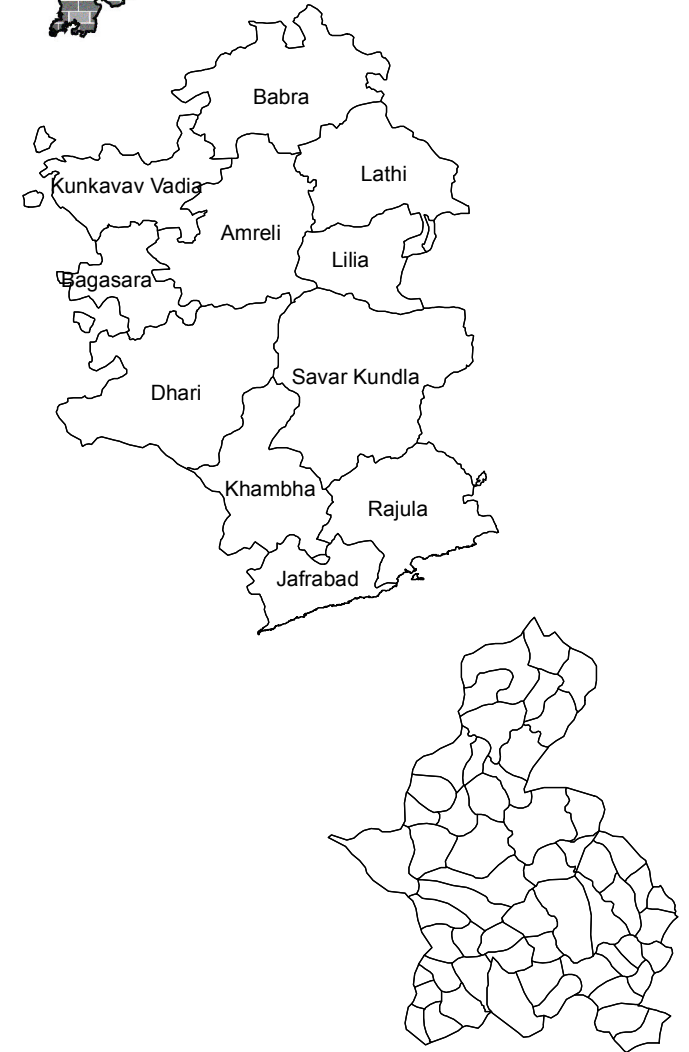 Babra
Lathi
Kunkavav Vadia
Amreli
Lilia
Bagasara
Savar Kundla
Dhari
Khambha
Rajula
Jafrabad